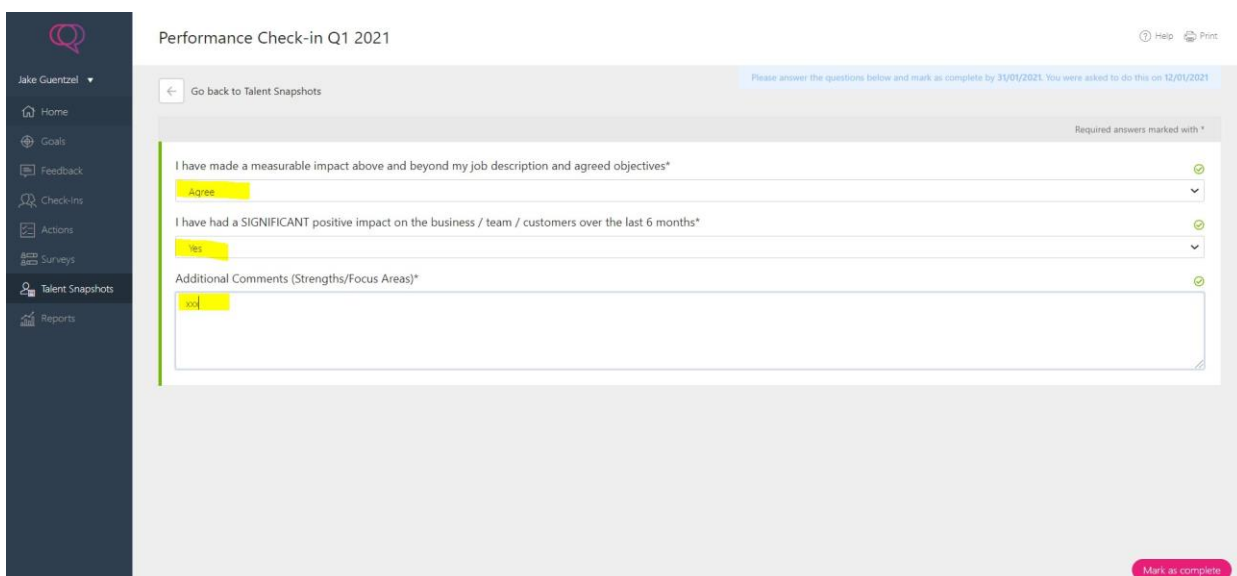 Performance Check-in Q1 2021
Help Print
Jake Guentzel
Please answer the questions below and mark as complete by 31/01/2021. You were asked to do this on 12/01/2021
Go back to Talent Snapshots
Home
Goals
Feedback
Check-Ins
Actions
Surveys
Talent Snapshots
Reports
Required answers marked with *
I have made a measurable impact above and beyond my job description and agreed objectives*
Agree
I have had a SIGNIFICANT positive impact on the business / team / customers over the last 6 months*
Yes
Additional Comments (Strengths/Focus Areas)*
xxx
Mark as complete